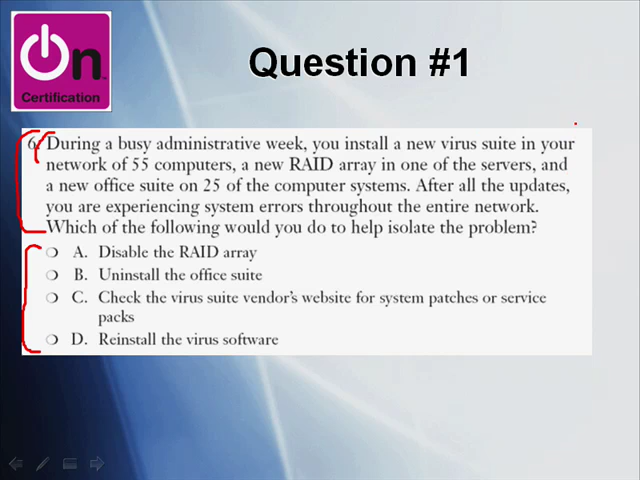 On
Certification
Question #1
6. During a busy administrative week, you install a new virus suite in your
network of 55 computers, a new RAID array in one of the servers, and
a new office suite on 25 of the computer systems. After all the updates,
you are experiencing system errors throughout the entire network.
Which of the following would you do to help isolate the problem?
A. Disable the RAID array
B. Uninstall the office suite
C. Check the virus suite vendor's website for system patches or service
packs
D. Reinstall the virus software